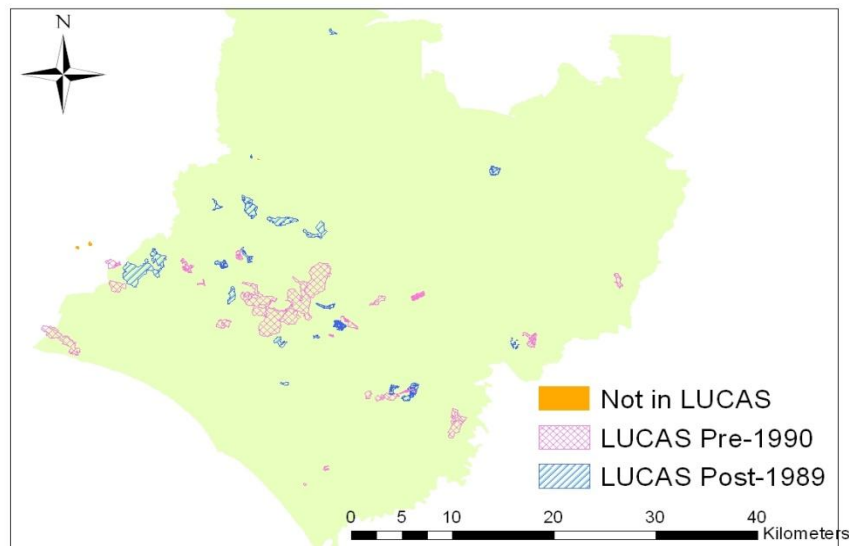 N
Not in LUCAS
LUCAS Pre-1990
LUCAS Post-1989
0 5 10 20 30 40
Kilometers